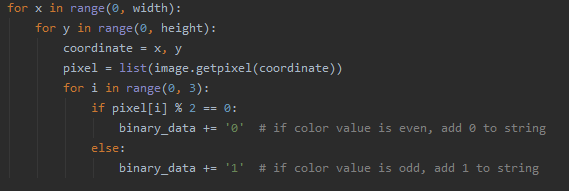 for x in range(0, width):
    for y in range(0, height):
        coordinate = x, y
        pixel = list(image.getpixel(coordinate))
        for i in range(0, 3):
            if pixel[i] % 2 == 0:
                binary_data += '0'  # if color value is even, add 0 to string
            else:
                binary_data += '1'  # if color value is odd, add 1 to string